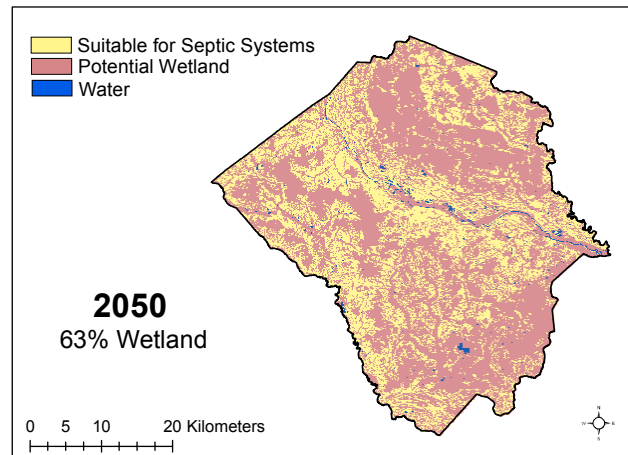 Suitable for Septic Systems
Potential Wetland
Water
2050
63% Wetland
0 5 10 20 Kilometers
N
W E
S